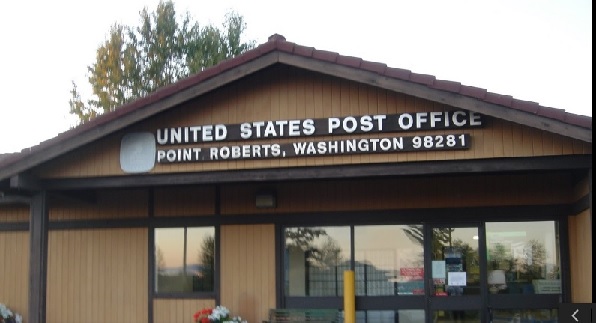 UNITED STATES POST OFFICE
POINT ROBERTS, WASHINGTON 98281